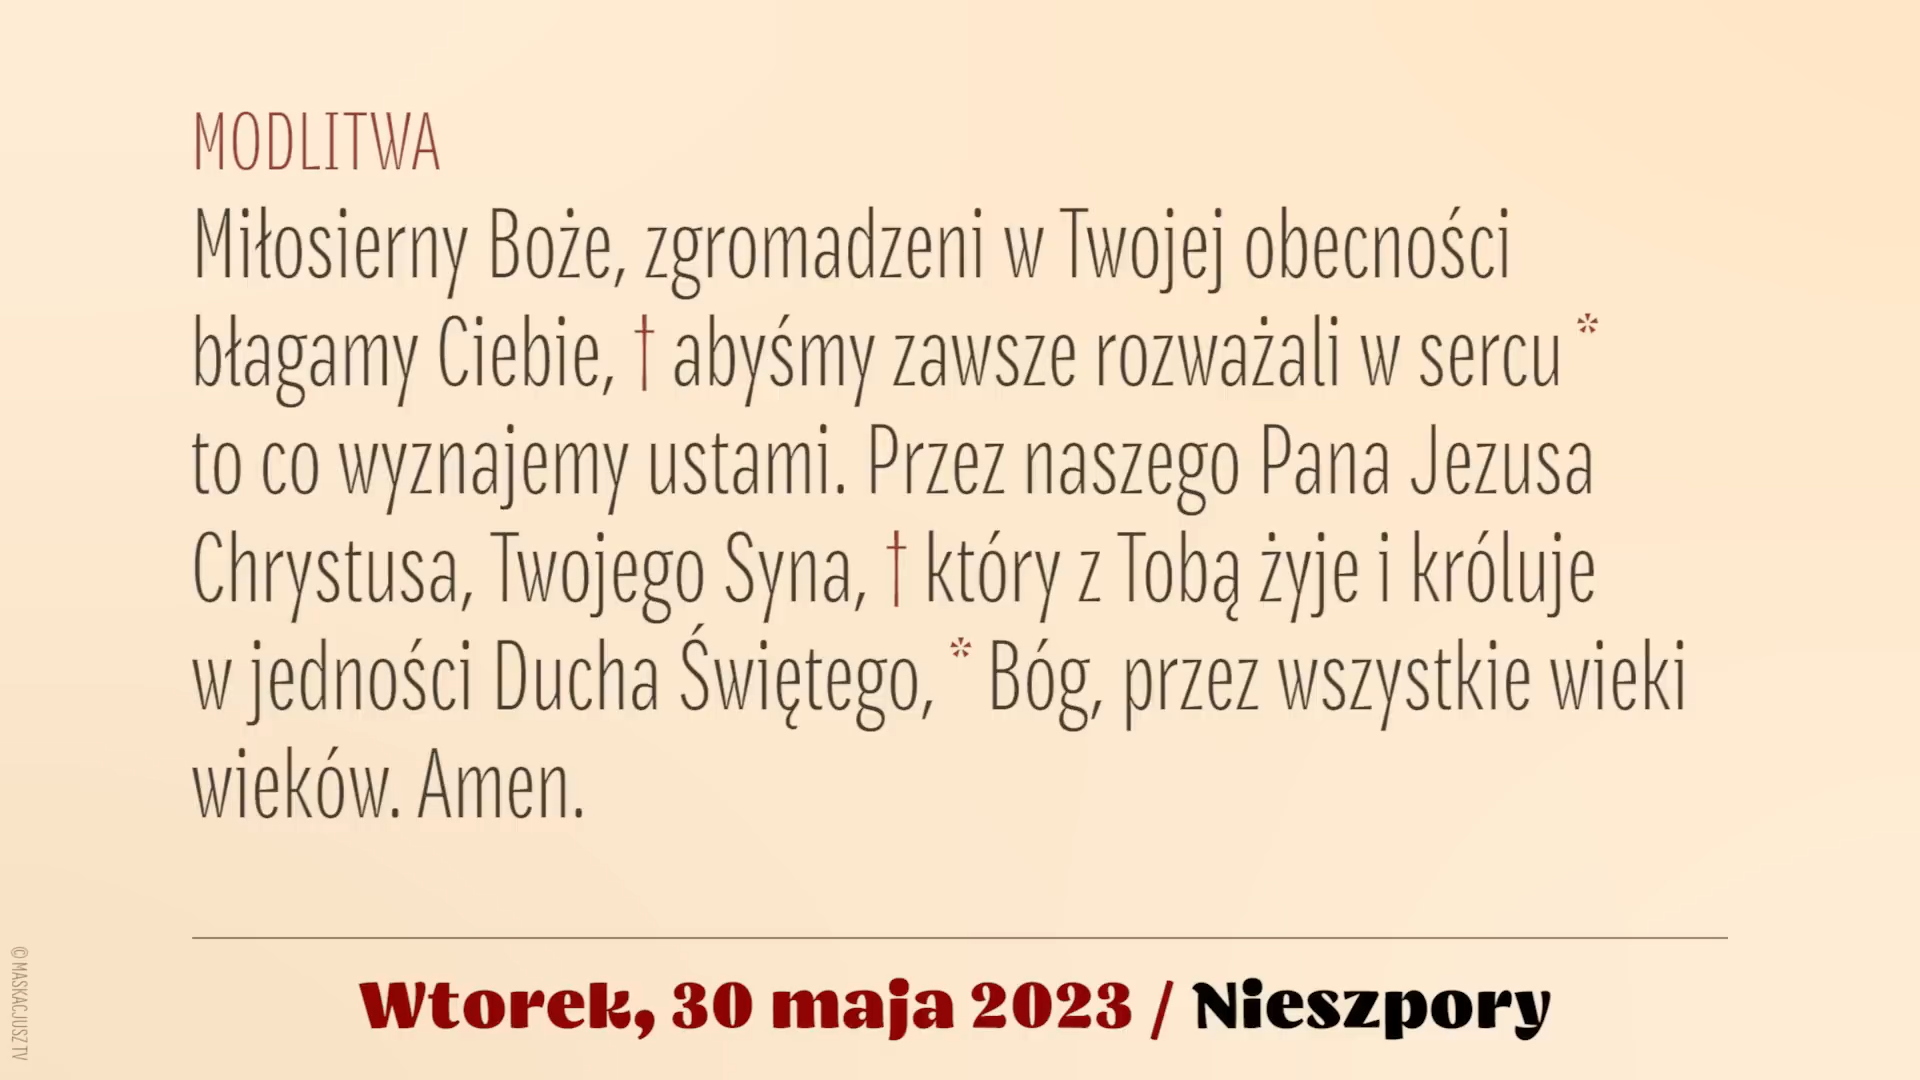 MODLITWA
Miłosierny Boże, zgromadzeni w Twojej obecności
błagamy Ciebie, † abyśmy zawsze rozważali w sercu *
to co wyznajemy ustami. Przez naszego Pana Jezusa
Chrystusa, Twojego Syna, † który z Tobą żyje i króluje
w jedności Ducha Świętego, * Bóg, przez wszystkie wieki
wieków. Amen.
Wtorek, 30 maja 2023 / Nieszpory
© MASKACJUSZ TV